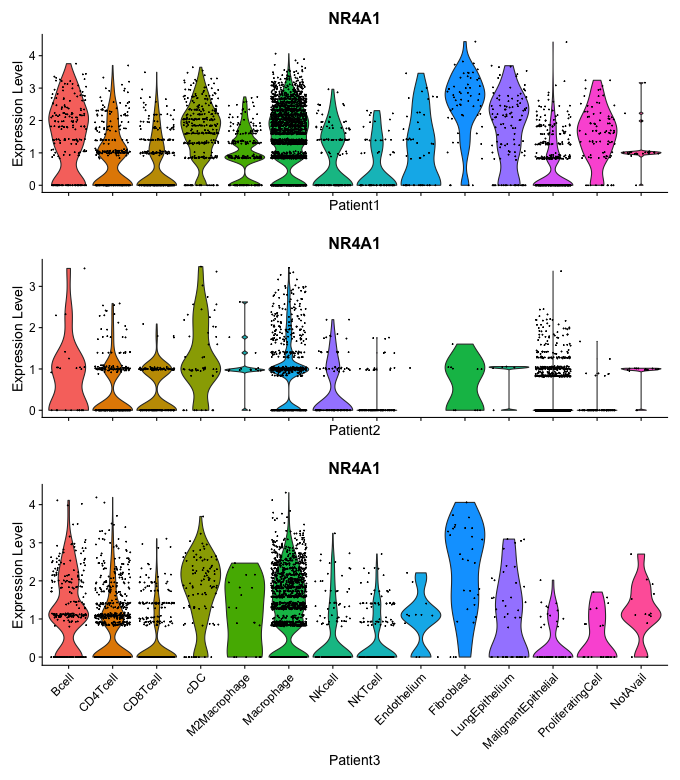 NR4A1
Expression Level
4
3
2
1
0
Patient1
NR4A1
Expression Level
3
2
1
0
Patient2
NR4A1
Expression Level
4
3
2
1
0
Bcell
CD4Tcell
CD8Tcell
cDC
M2Macrophage
Macrophage
NKcell
NKTcell
Endothelium
Fibroblast
LungEpithelium
MalignantEpithelial
ProliferatingCell
NotAvail
Patient3